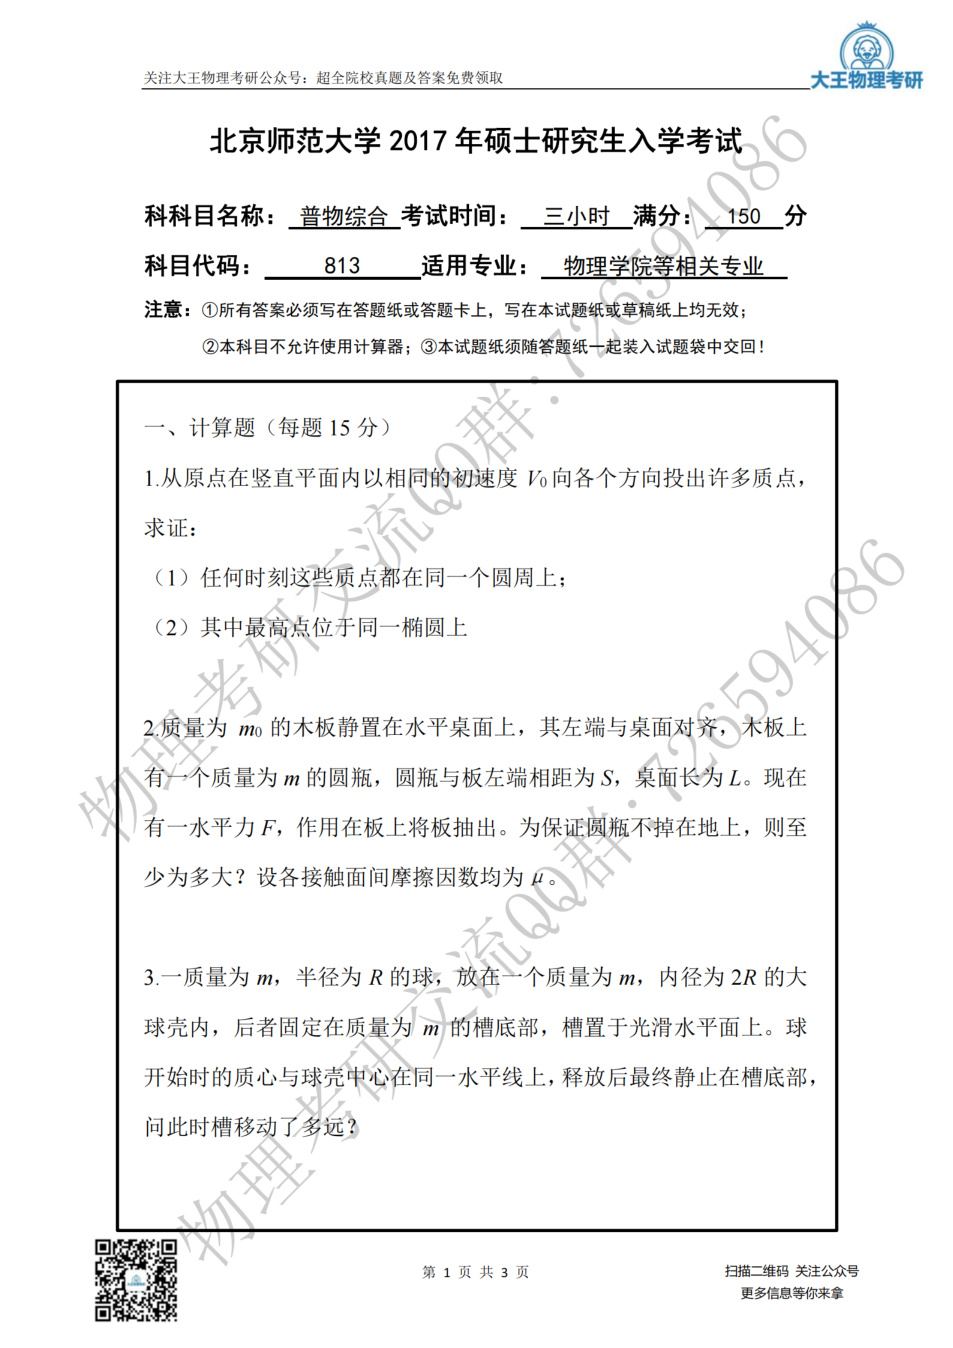 关注大王物理考研公众号：超全院校真题及答案免费领取
大王物理考研
北京师范大学 2017 年硕士研究生入学考试
科科目名称： 普物综合 考试时间： 三小时 满分： 150 分
科目代码： 813 适用专业： 物理学院等相关专业
注意：①所有答案必须写在答题纸或答题卡上，写在本试题纸或草稿纸上均无效；
②本科目不允许使用计算器；③本试题纸须随答题纸一起装入试题袋中交回！
一、计算题（每题 15 分）
1.从原点在竖直平面内以相同的初速度 V0 向各个方向投出许多质点，
求证：
（1）任何时刻这些质点都在同一个圆周上；
（2）其中最高点位于同一椭圆上
2.质量为 m0 的木板静置在水平桌面上，其左端与桌面对齐，木板上
有一个质量为 m 的圆瓶，圆瓶与板左端相距为 S，桌面长为 L。现在
有一水平力 F，作用在板上将板抽出。为保证圆瓶不掉在地上，则至
少为多大？设各接触面间摩擦因数均为 μ。
3.一质量为 m，半径为 R 的球，放在一个质量为 m，内径为 2R 的大
球壳内，后者固定在质量为 m 的槽底部，槽置于光滑水平面上。球
开始时的质心与球壳中心在同一水平线上，释放后最终静止在槽底部，
问此时槽移动了多远？
物理考研交流QQ群：726594086
物理考研交流QQ群：726594086
大王物理考研
第 1 页 共 3 页
扫描二维码 关注公众号
更多信息等你来拿